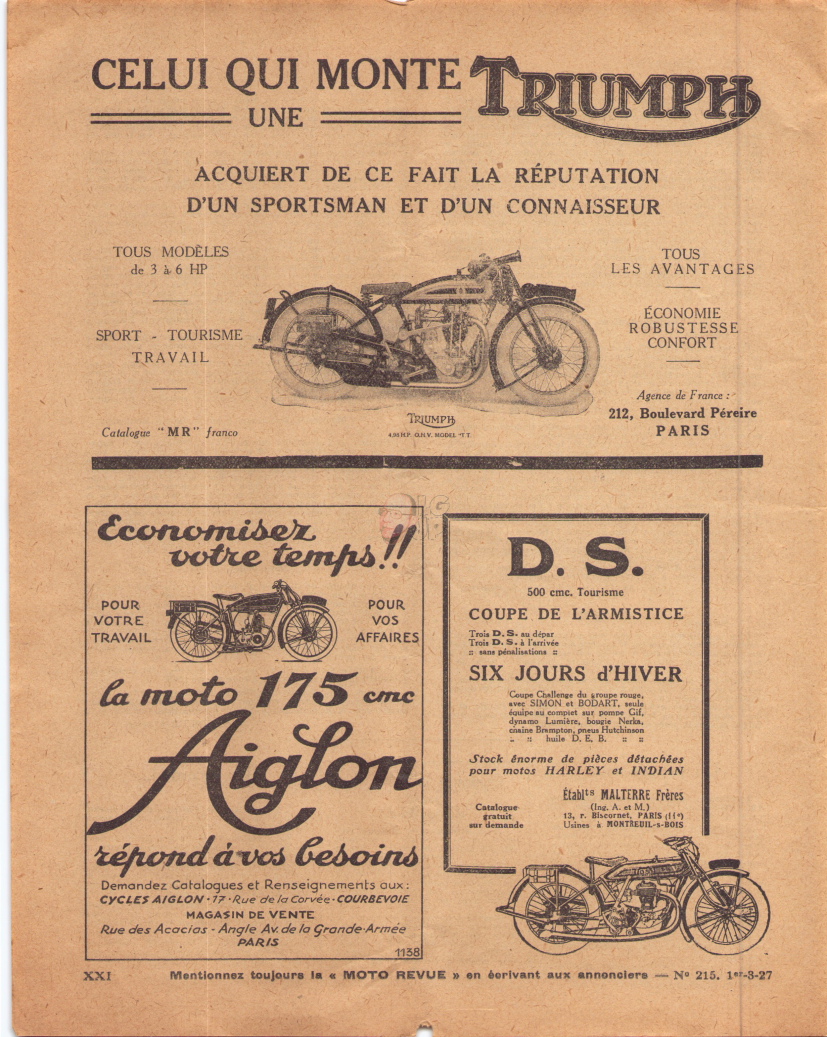 CELUI QUI MONTE TRIUMPH
UNE
ACQUIERT DE CE FAIT LA RÉPUTATION
D'UN SPORTSMAN ET D'UN CONNAISSEUR
TOUS MODÈLES
de 3 à 6 HP
SPORT - TOURISME
TRAVAIL
Catalogue "MR" franco
TRIUMPH
4,98 H.P. O.H.V. MODEL "T T.
TOUS
LES AVANTAGES
ÉCONOMIE
ROBUSTESSE
CONFORT
Agence de France :
212, Boulevard Péreire
PARIS
Economisez
votre temps!!
POUR
VOTRE
TRAVAIL
POUR
VOS
AFFAIRES
la moto 175 cmc
Aiglon
répond à vos besoins
Demandez Catalogues et Renseignements aux:
CYCLES AIGLON · 17 · Rue de la Corvée · COURBEVOIE
MAGASIN DE VENTE
Rue des Acacias - Angle Av. de la Grande-Armée
PARIS
1138
D. S.
500 cmc. Tourisme
COUPE DE L'ARMISTICE
Trois D. S. au dépar
Trois D. S. à l'arrivée
:: sans pénalisations ::
SIX JOURS d'HIVER
Coupe Challenge du groupe rouge,
avec SIMON et BODART, seule
équipe au complet sur pompe Gif,
dynamo Lumière, bougie Nerka,
chaine Brampton, pneus Hutchinson
:: :: huile D. E. B. :: ::
Stock énorme de pièces détachées
pour motos HARLEY et INDIAN
Catalogue
gratuit
sur demande
Établts MALTERRE Frères
(Ing. A. et M.)
13, r. Biscornet, PARIS (11e)
Usines à MONTREUIL-s-BOIS
XXI Mentionnez toujours la « MOTO REVUE » en écrivant aux annonciers — No 215. 1er-3-27